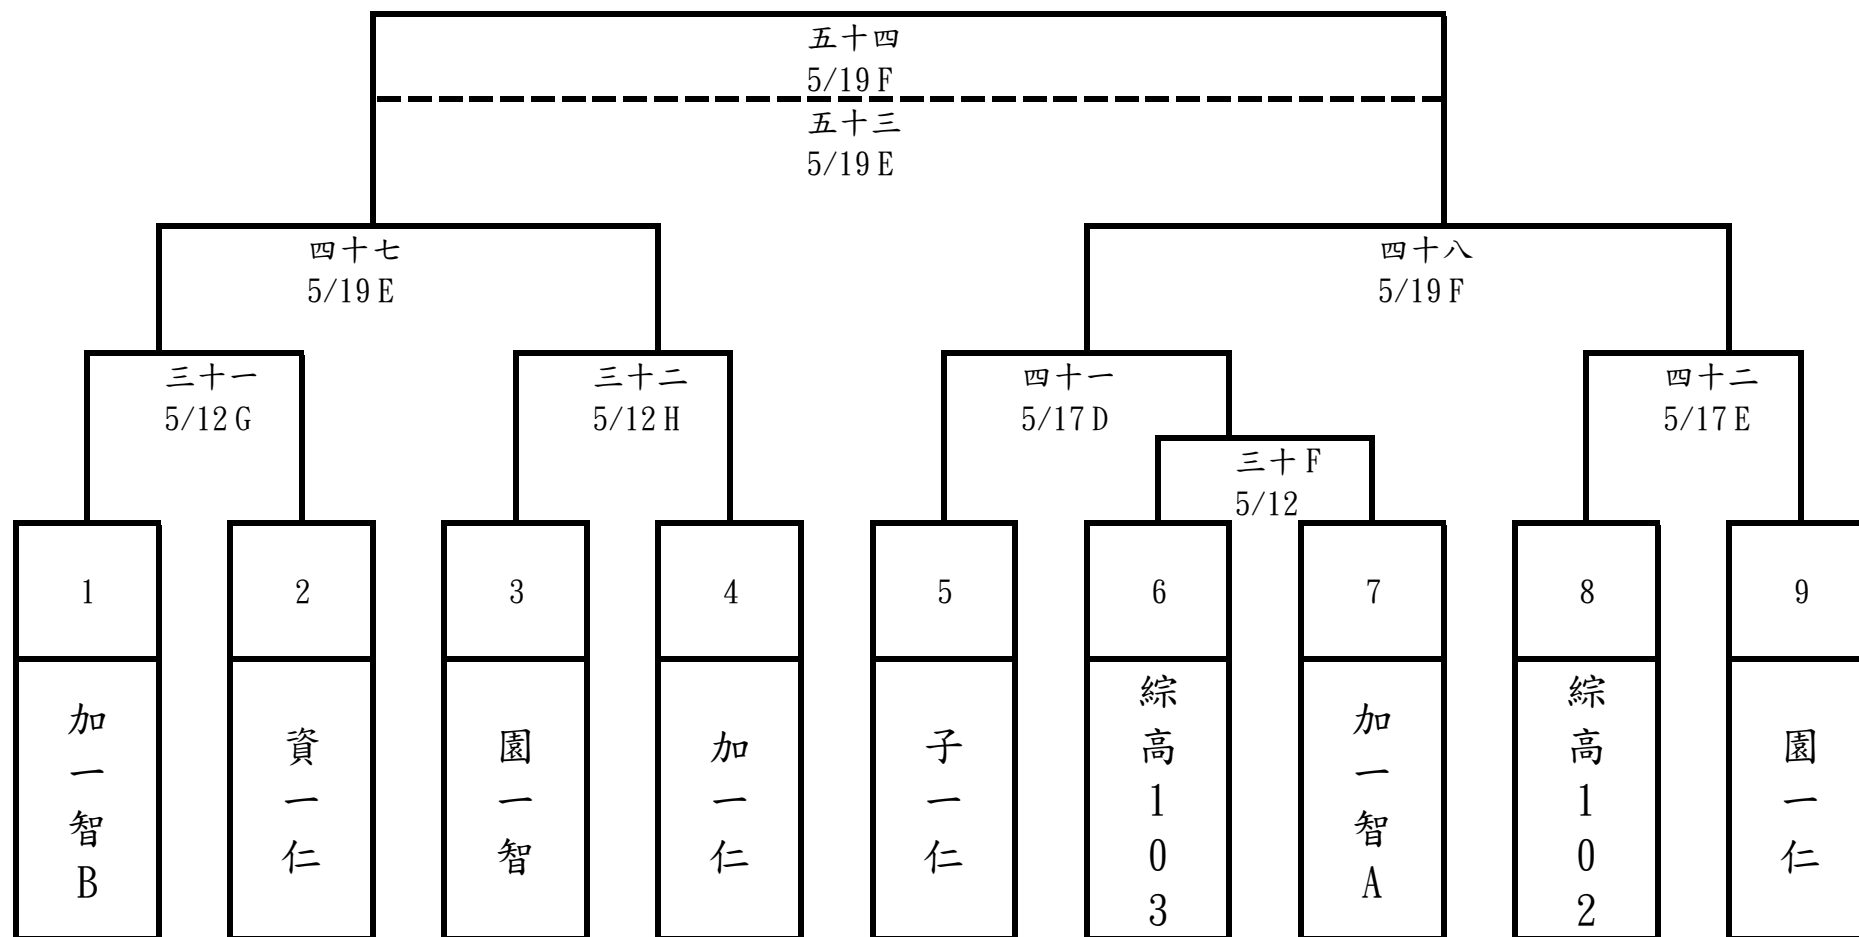 五十四
5/19 F
五十三
5/19 E
四十七
5/19 E
四十八
5/19 F
三十一
5/12 G
三十二
5/12 H
四十一
5/17 D
四十二
5/17 E
三十 F
5/12
1
2
3
4
5
6
7
8
9
加一智B
資一仁
園一智
加一仁
子一仁
綜高103
加一智A
綜高102
園一仁